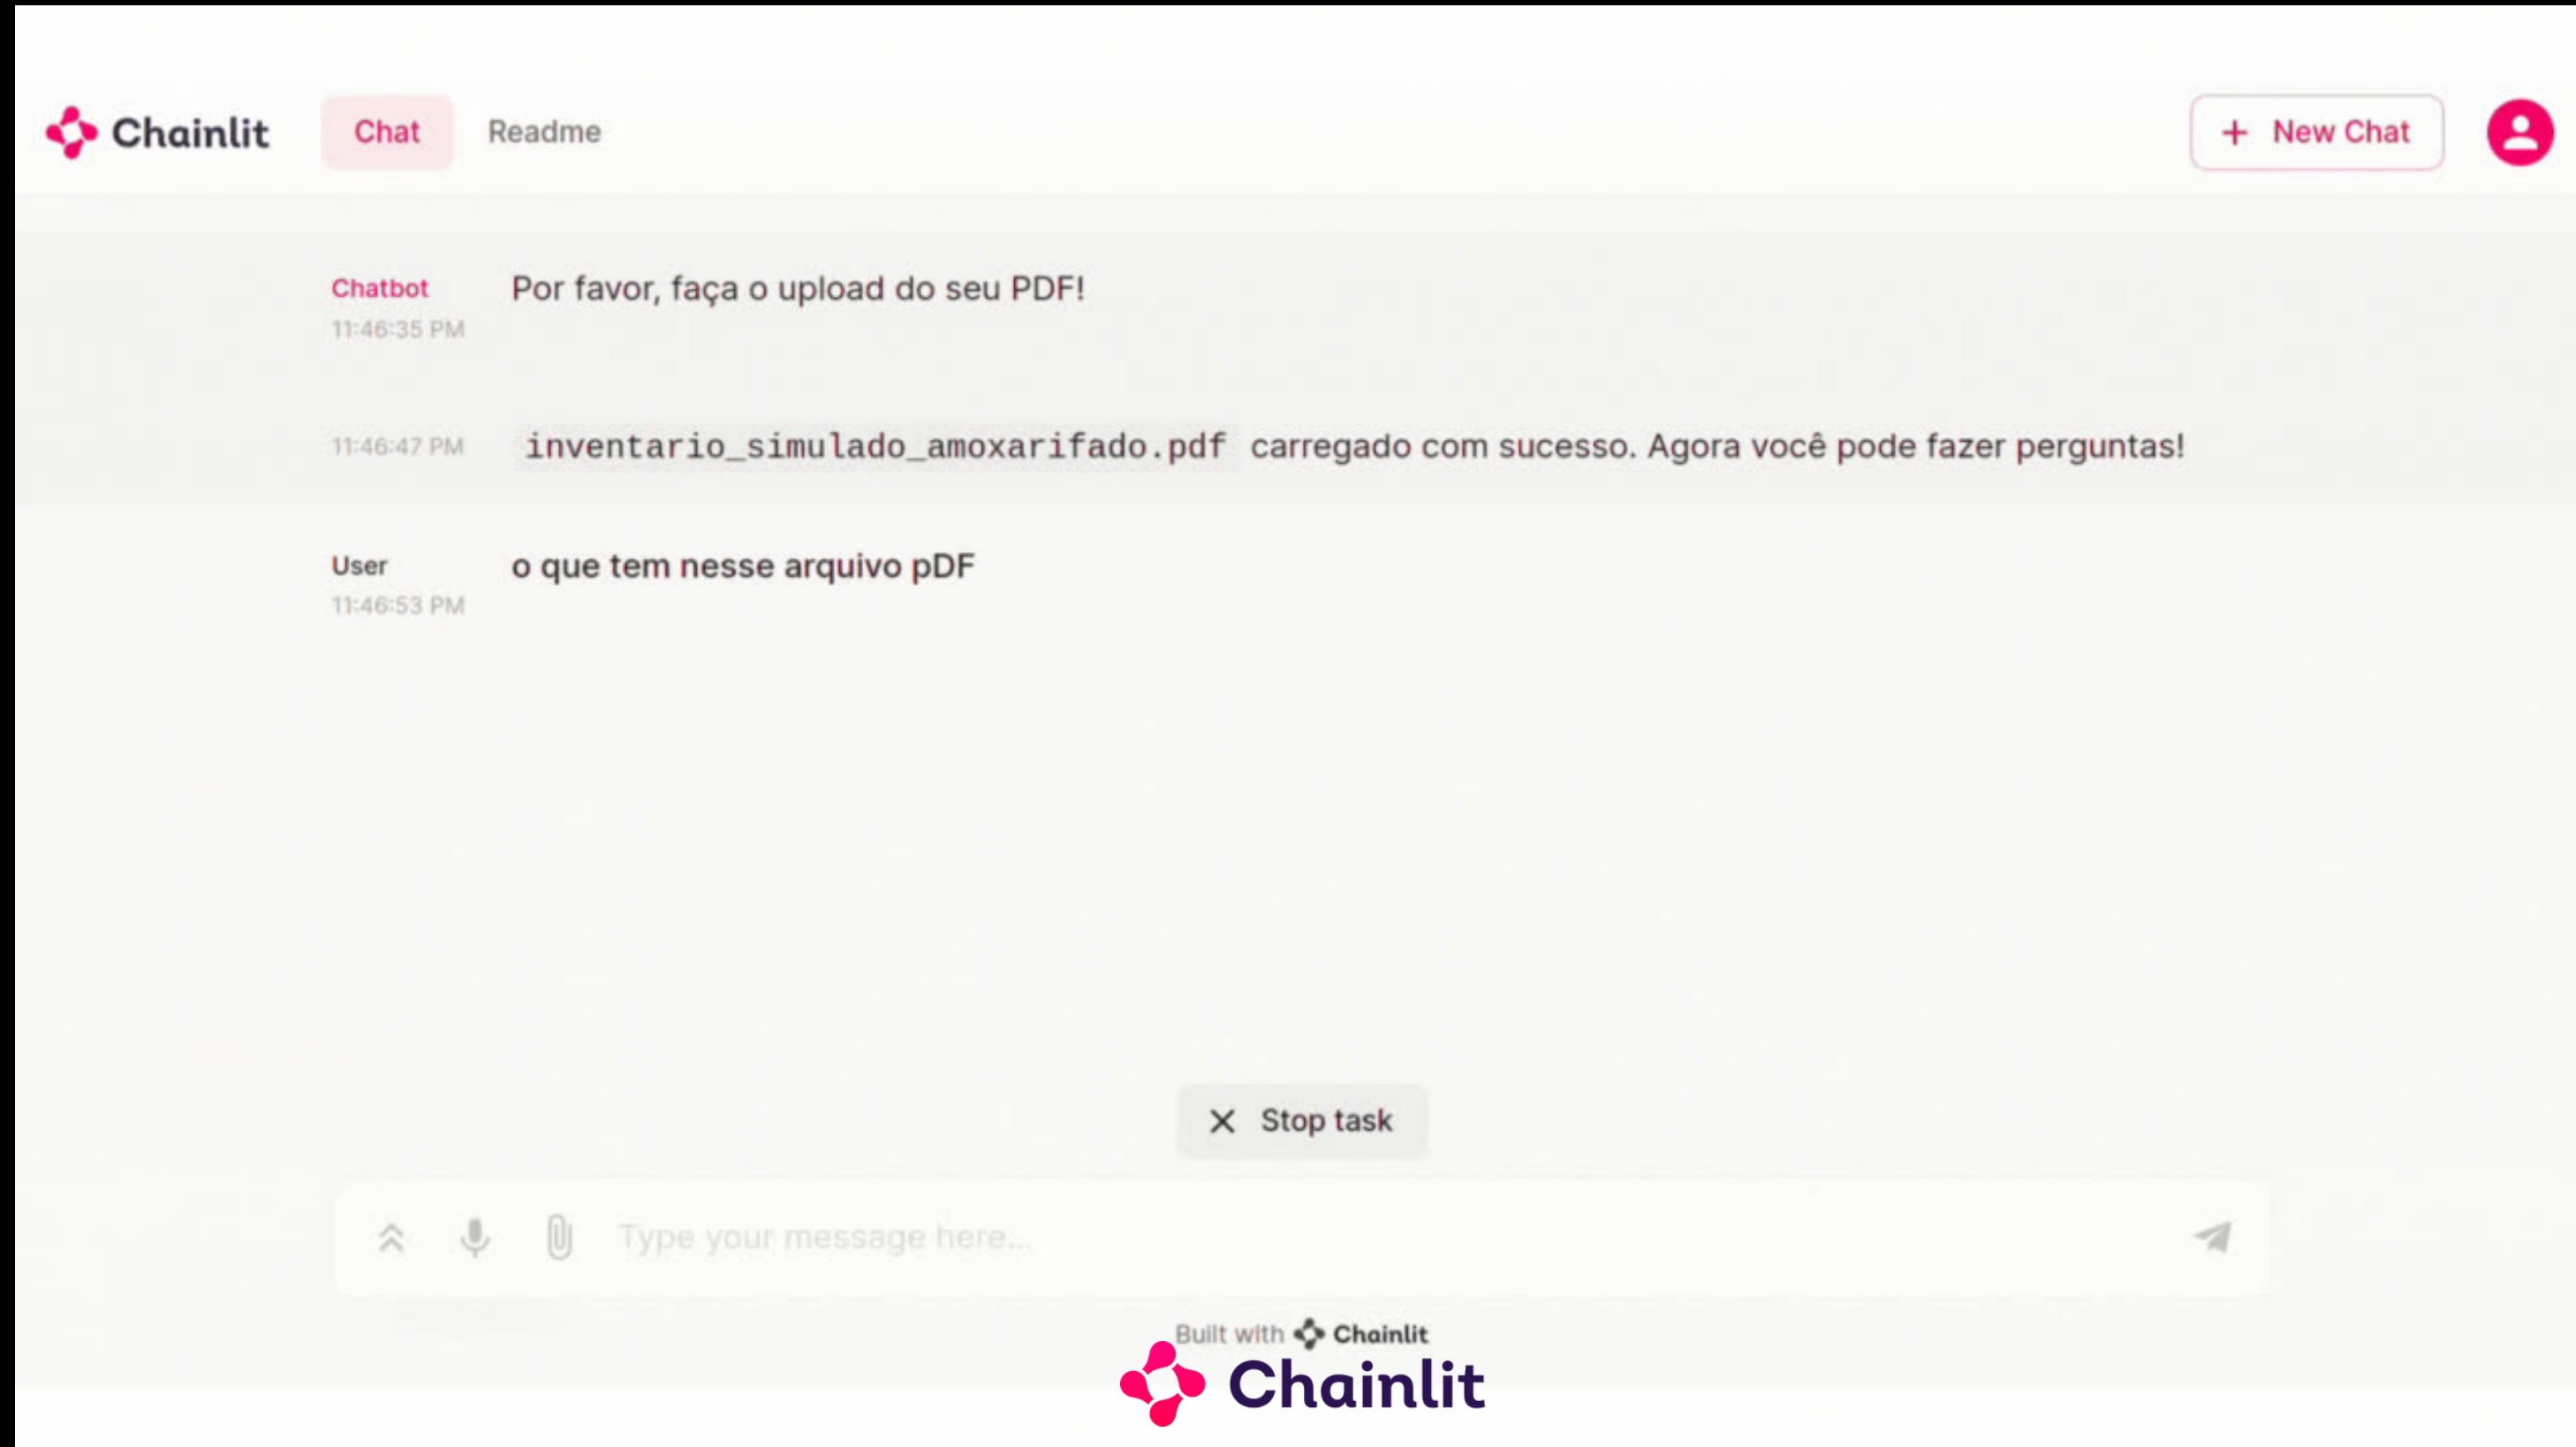 Chainlit Chat Readme + New Chat
Chatbot Por favor, faça o upload do seu PDF!
11:46:35 PM
11:46:47 PM inventario_simulado_amoxarifado.pdf carregado com sucesso. Agora você pode fazer perguntas!
User o que tem nesse arquivo pDF
11:46:53 PM
Stop task
Type your message here...
Built with Chainlit
Chainlit